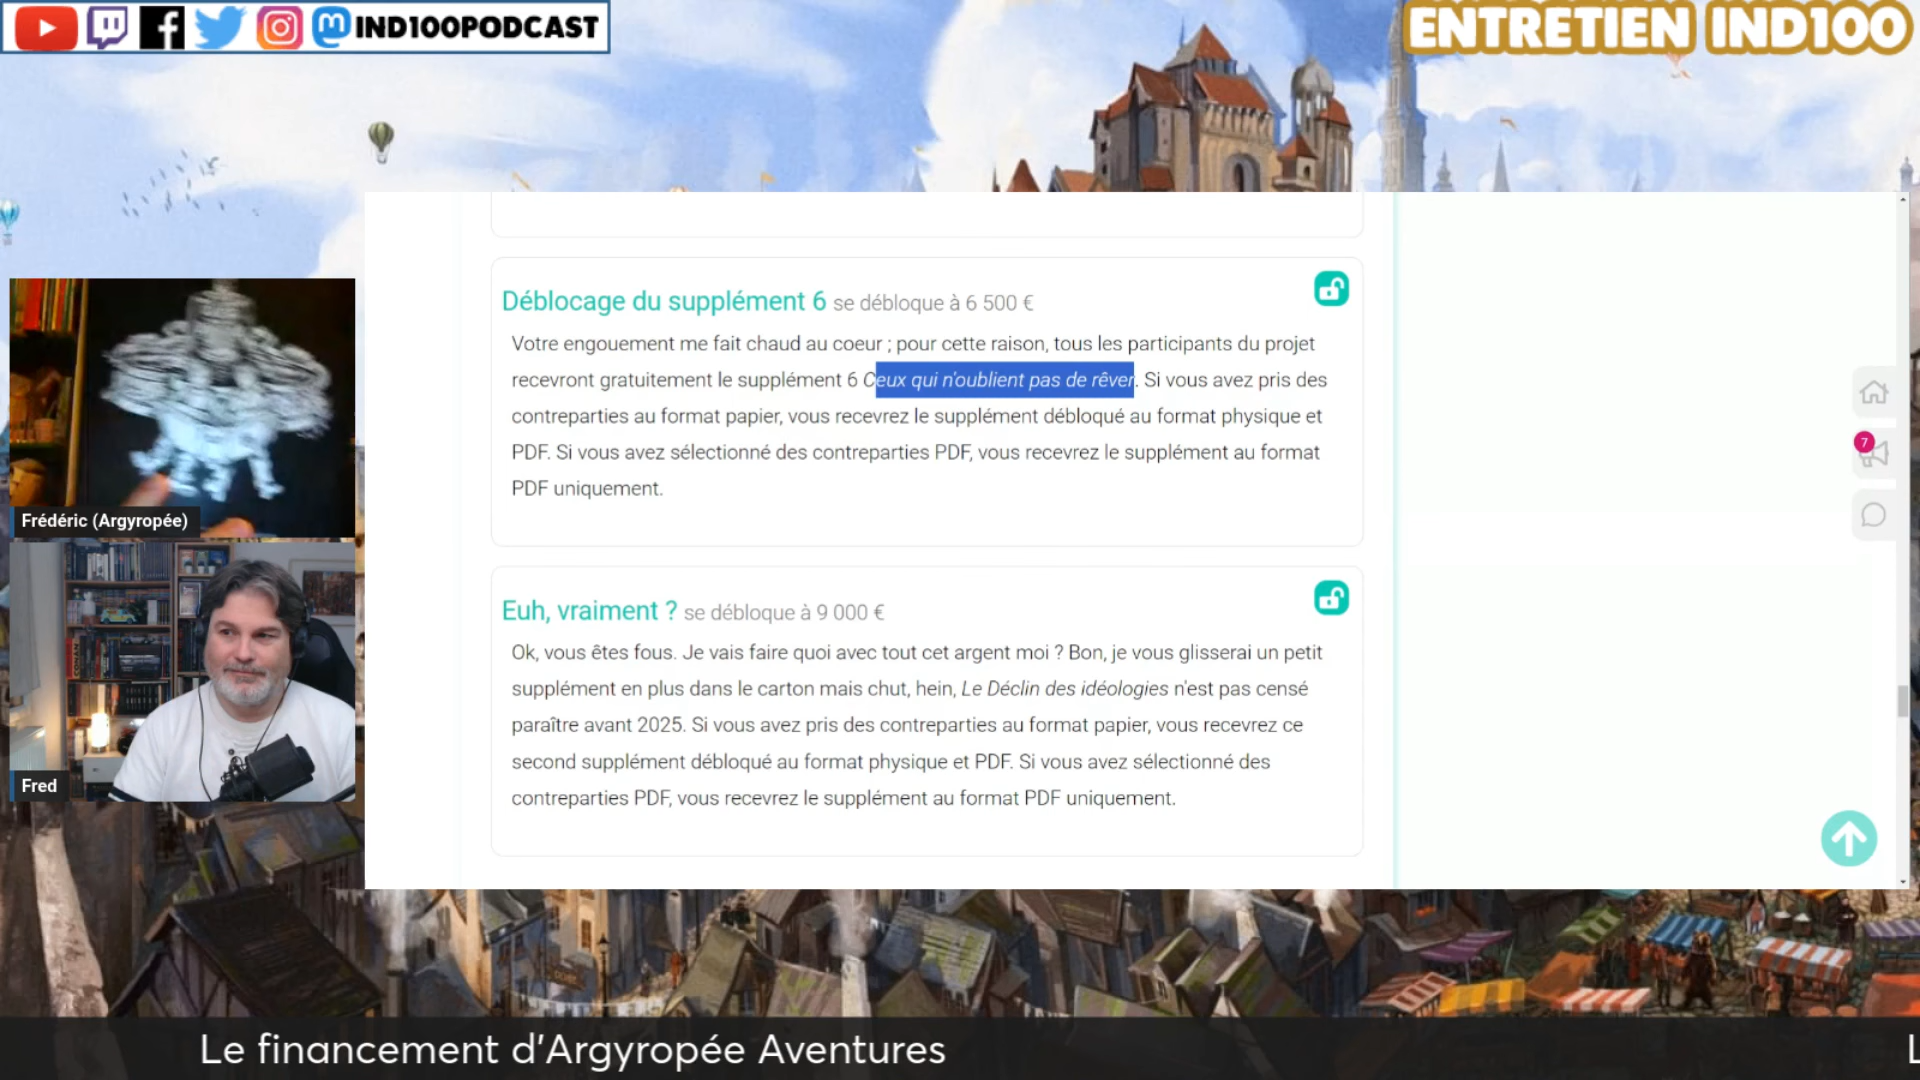 IND100PODCAST
ENTRETIEN IND100
Déblocage du supplément 6 se débloque à 6 500 €
Votre engouement me fait chaud au coeur ; pour cette raison, tous les participants du projet
recevront gratuitement le supplément 6 Ceux qui n'oublient pas de rêver. Si vous avez pris des
contreparties au format papier, vous recevrez le supplément débloqué au format physique et
PDF. Si vous avez sélectionné des contreparties PDF, vous recevrez le supplément au format
PDF uniquement.
7
Frédéric (Argyropée)
Euh, vraiment ? se débloque à 9 000 €
Ok, vous êtes fous. Je vais faire quoi avec tout cet argent moi ? Bon, je vous glisserai un petit
supplément en plus dans le carton mais chut, hein, Le Déclin des idéologies n'est pas censé
paraître avant 2025. Si vous avez pris des contreparties au format papier, vous recevrez ce
second supplément débloqué au format physique et PDF. Si vous avez sélectionné des
contreparties PDF, vous recevrez le supplément au format PDF uniquement.
CONAN
Fred
Le financement d'Argyropée Aventures
L